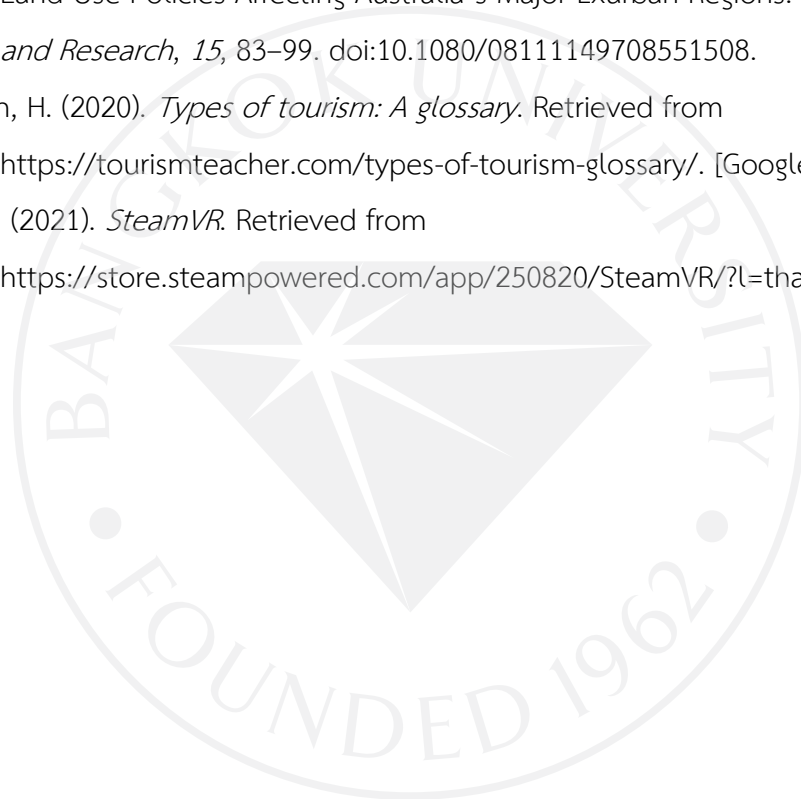 Land Use Policies Affecting Australia's Major Exurban Regions.
and Research, 15, 83–99. doi:10.1080/08111149708551508.
n, H. (2020). Types of tourism: A glossary. Retrieved from
https://tourismteacher.com/types-of-tourism-glossary/. [Google
(2021). SteamVR. Retrieved from
https://store.steampowered.com/app/250820/SteamVR/?l=tha
BANGKOK UNIVERSITY
• FOUNDED 1962 •